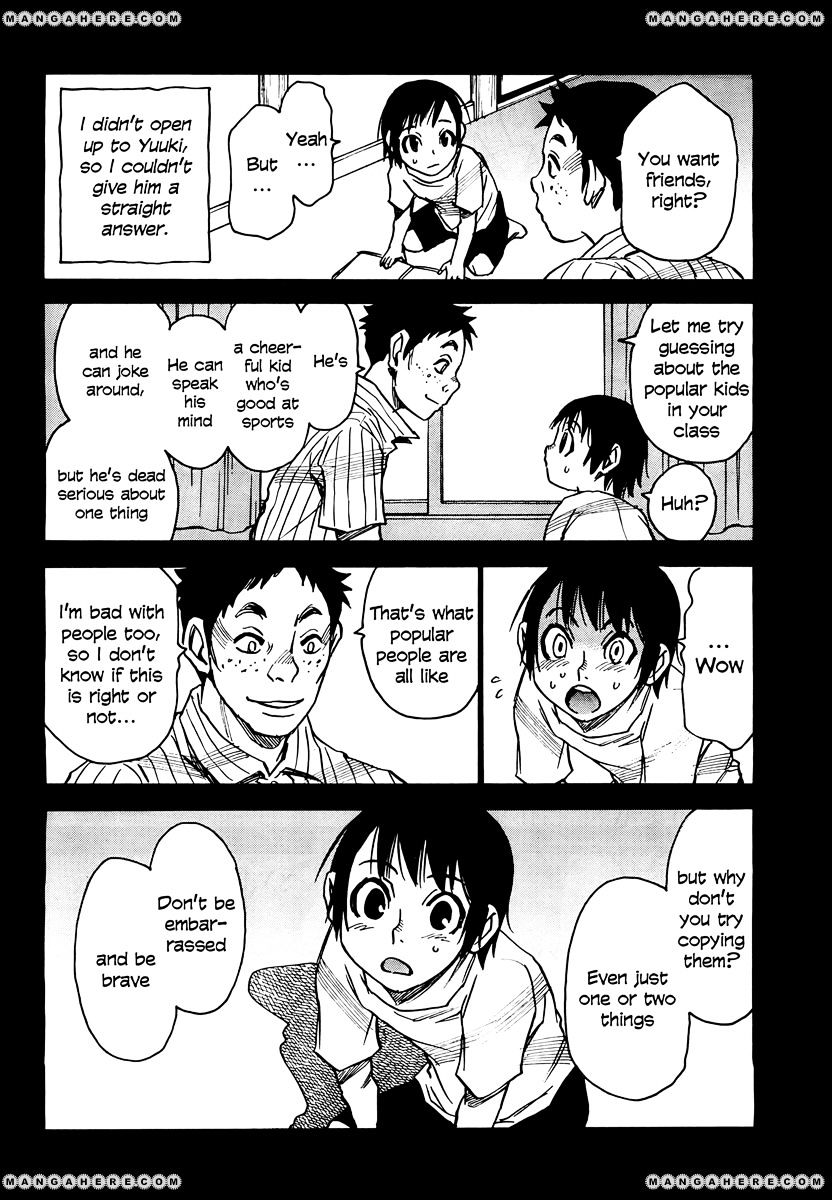 MANGAHERE.COM
MANGAHERE.COM
You want
friends,
right?
Yeah
...
But
...
I didn't open
up to Yuuki,
so I couldn't
give him a
straight
answer.
Let me try
guessing
about the
popular kids
in your
class
Huh?
He's
a cheer-
ful kid
who's
good at
sports
He can
speak
his
mind
and he
can joke
around,
but he's dead
serious about
one thing
...
Wow
That's what
popular
people are
all like
I'm bad with
people too,
so I don't
know if this
is right or
not...
but why
don't
you try
copying
them?
Even just
one or two
things
Don't be
embar-
rassed
and be
brave
MANGAHERE.COM
MANGAHERE.COM